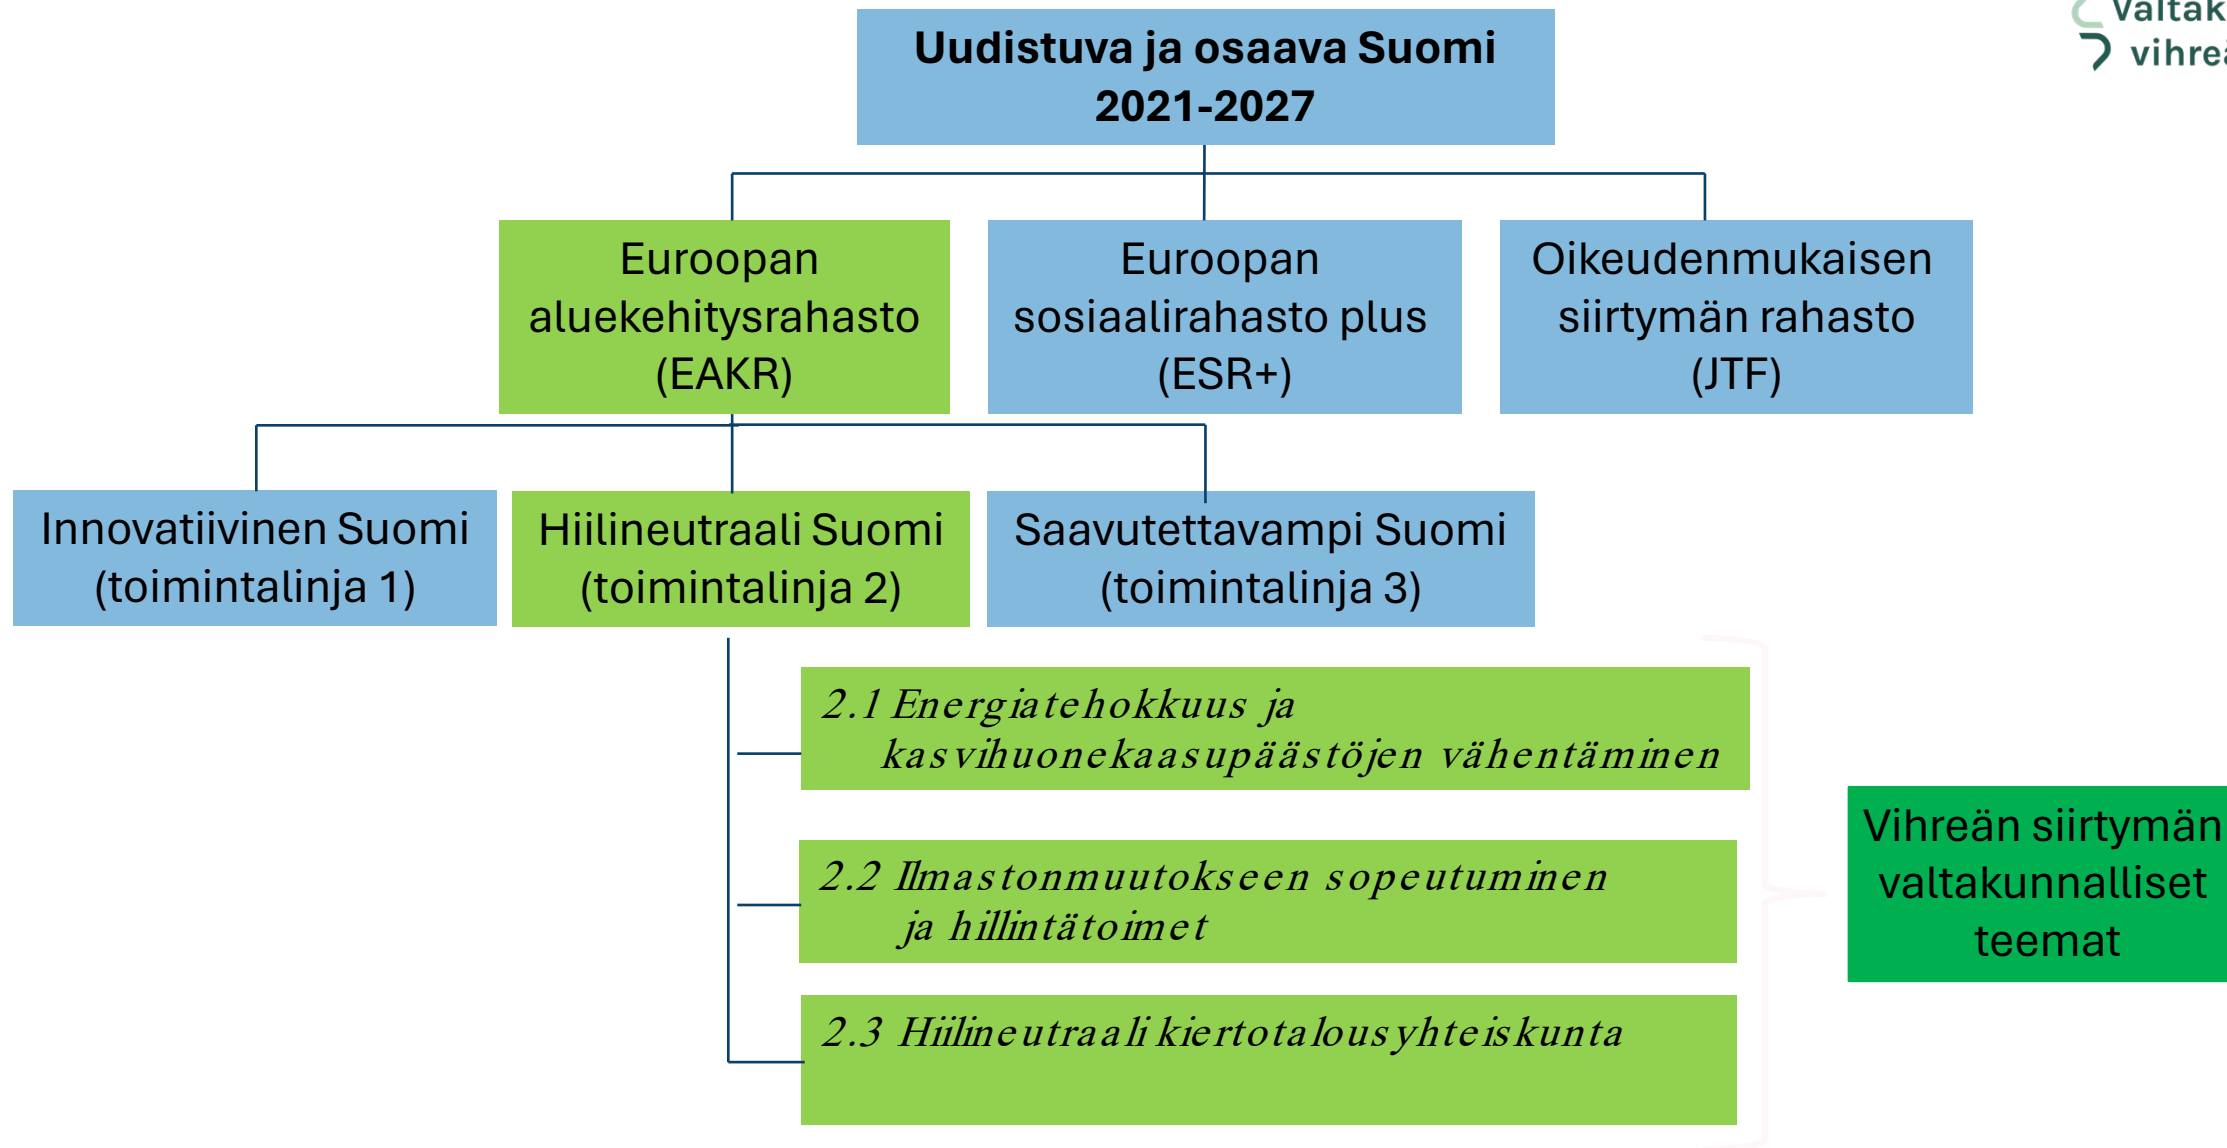 Uudistuva ja osaava Suomi
2021-2027
Euroopan
aluekehitysrahasto
(EAKR)
Euroopan
sosiaalirahasto plus
(ESR+)
Oikeudenmukaisen
siirtymän rahasto
(JTF)
Innovatiivinen Suomi
(toimintalinja 1)
Hiilineutraali Suomi
(toimintalinja 2)
Saavutettavampi Suomi
(toimintalinja 3)
2.1 Energiatehokkuus ja
kasvihuonekaasupäästöjen vähentäminen
2.2 Ilmastonmuutokseen sopeutuminen
ja hillintätoimet
2.3 Hiilineutraali kiertotalousyhteiskunta
Vihreän siirtymän
valtakunnalliset
teemat